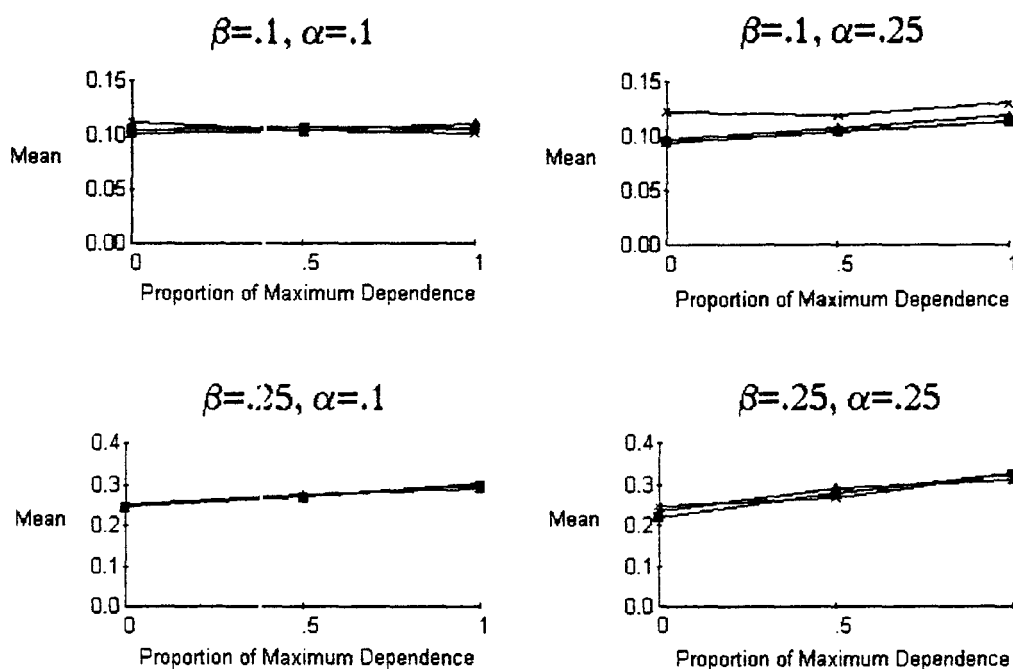 β=.1, α=.1
0.15
0.10
Mean
0.05
0.00
0 .5 1
Proportion of Maximum Dependence
β=.1, α=.25
0.15
0.10
Mean
0.05
0.00
0 .5 1
Proportion of Maximum Dependence
β=.25, α=.1
0.4
0.3
Mean
0.2
0.1
0.0
0 .5 1
Proportion of Maximum Dependence
β=.25, α=.25
0.4
0.3
Mean
0.2
0.1
0.0
0 .5 1
Proportion of Maximum Dependence